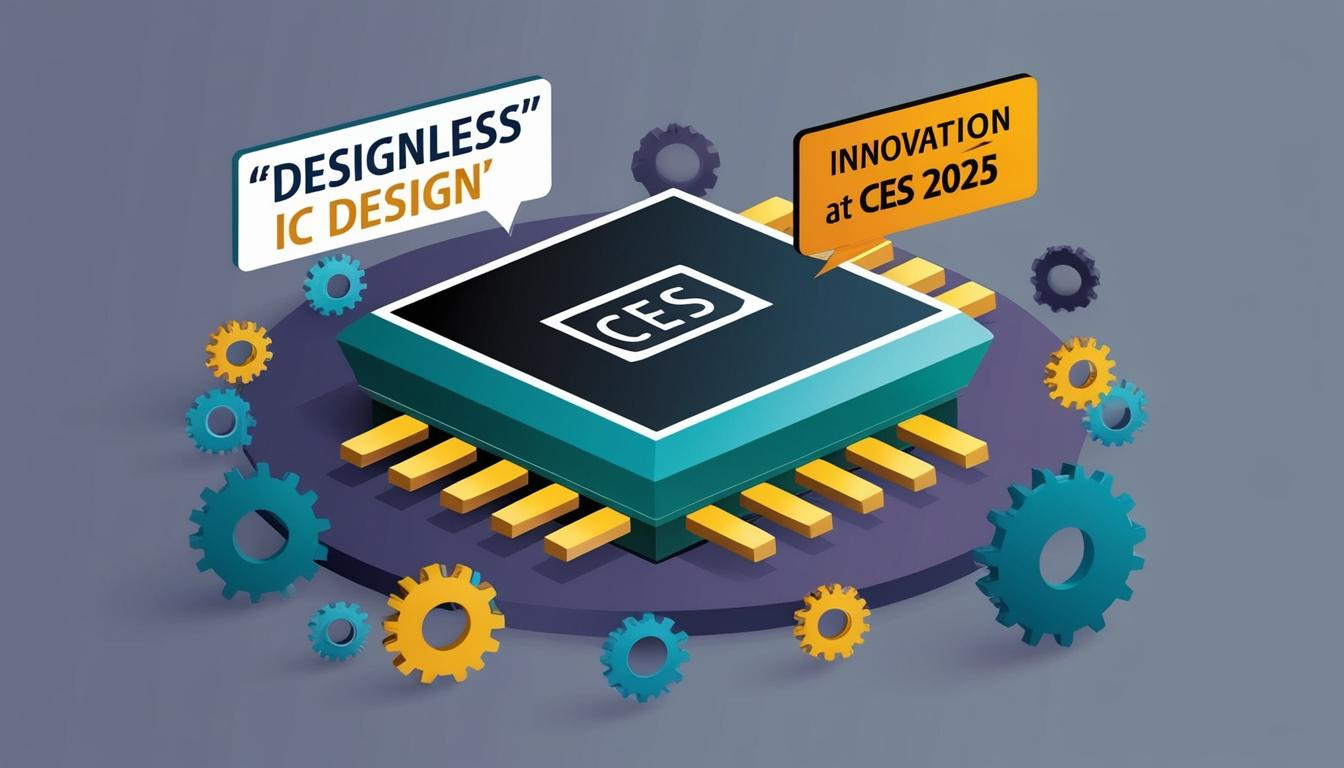 “DESIGNLESS”
IC DESIGN’
INNOVATION
at CES 2025
CES